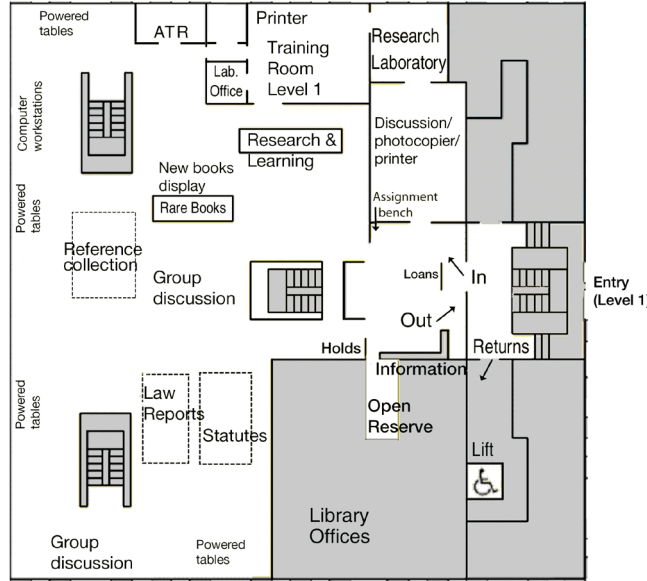 Powered
tables
ATR
Printer
Training
Room
Level 1
Research
Laboratory
Lab.
Office
Computer
workstations
Research &
Learning
Discussion/
photocopier/
printer
New books
display
Rare Books
Assignment
bench
Powered
tables
Reference
collection
Group
discussion
Loans
In
Out
Entry
(Level 1)
Holds
Returns
Information
Powered
tables
Law
Reports
Statutes
Open
Reserve
Lift
Library
Offices
Group
discussion
Powered
tables